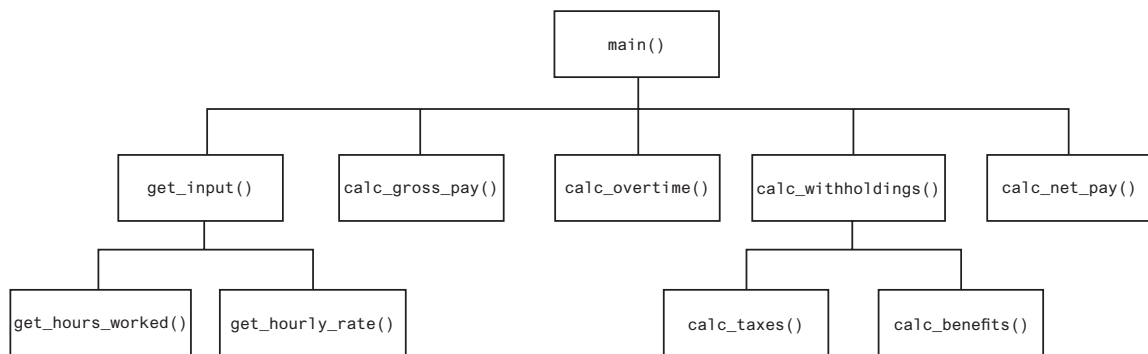 main()
get_input()
calc_gross_pay()
calc_overtime()
calc_withholdings()
calc_net_pay()
get_hours_worked()
get_hourly_rate()
calc_taxes()
calc_benefits()